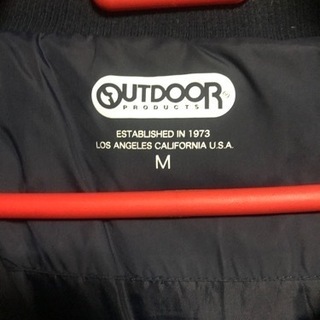 OUTDOOR
PRODUCTS
ESTABLISHED IN 1973
LOS ANGELES CALIFORNIA U.S.A.
M